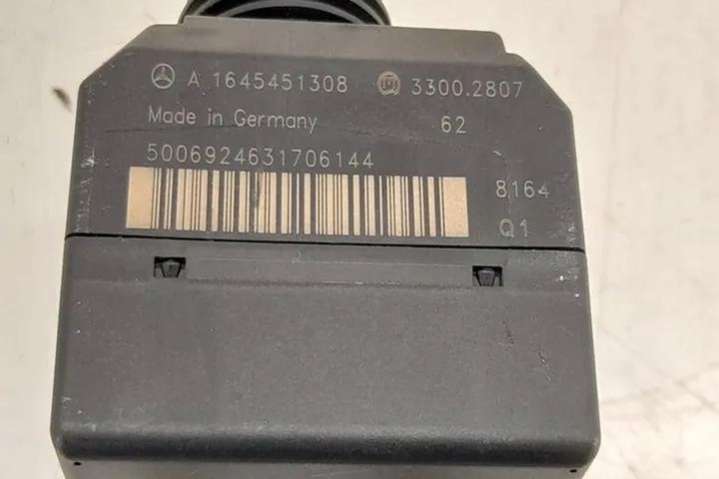 A 1645451308 3300.2807
Made in Germany 62
5006924631706144
8164
Q1